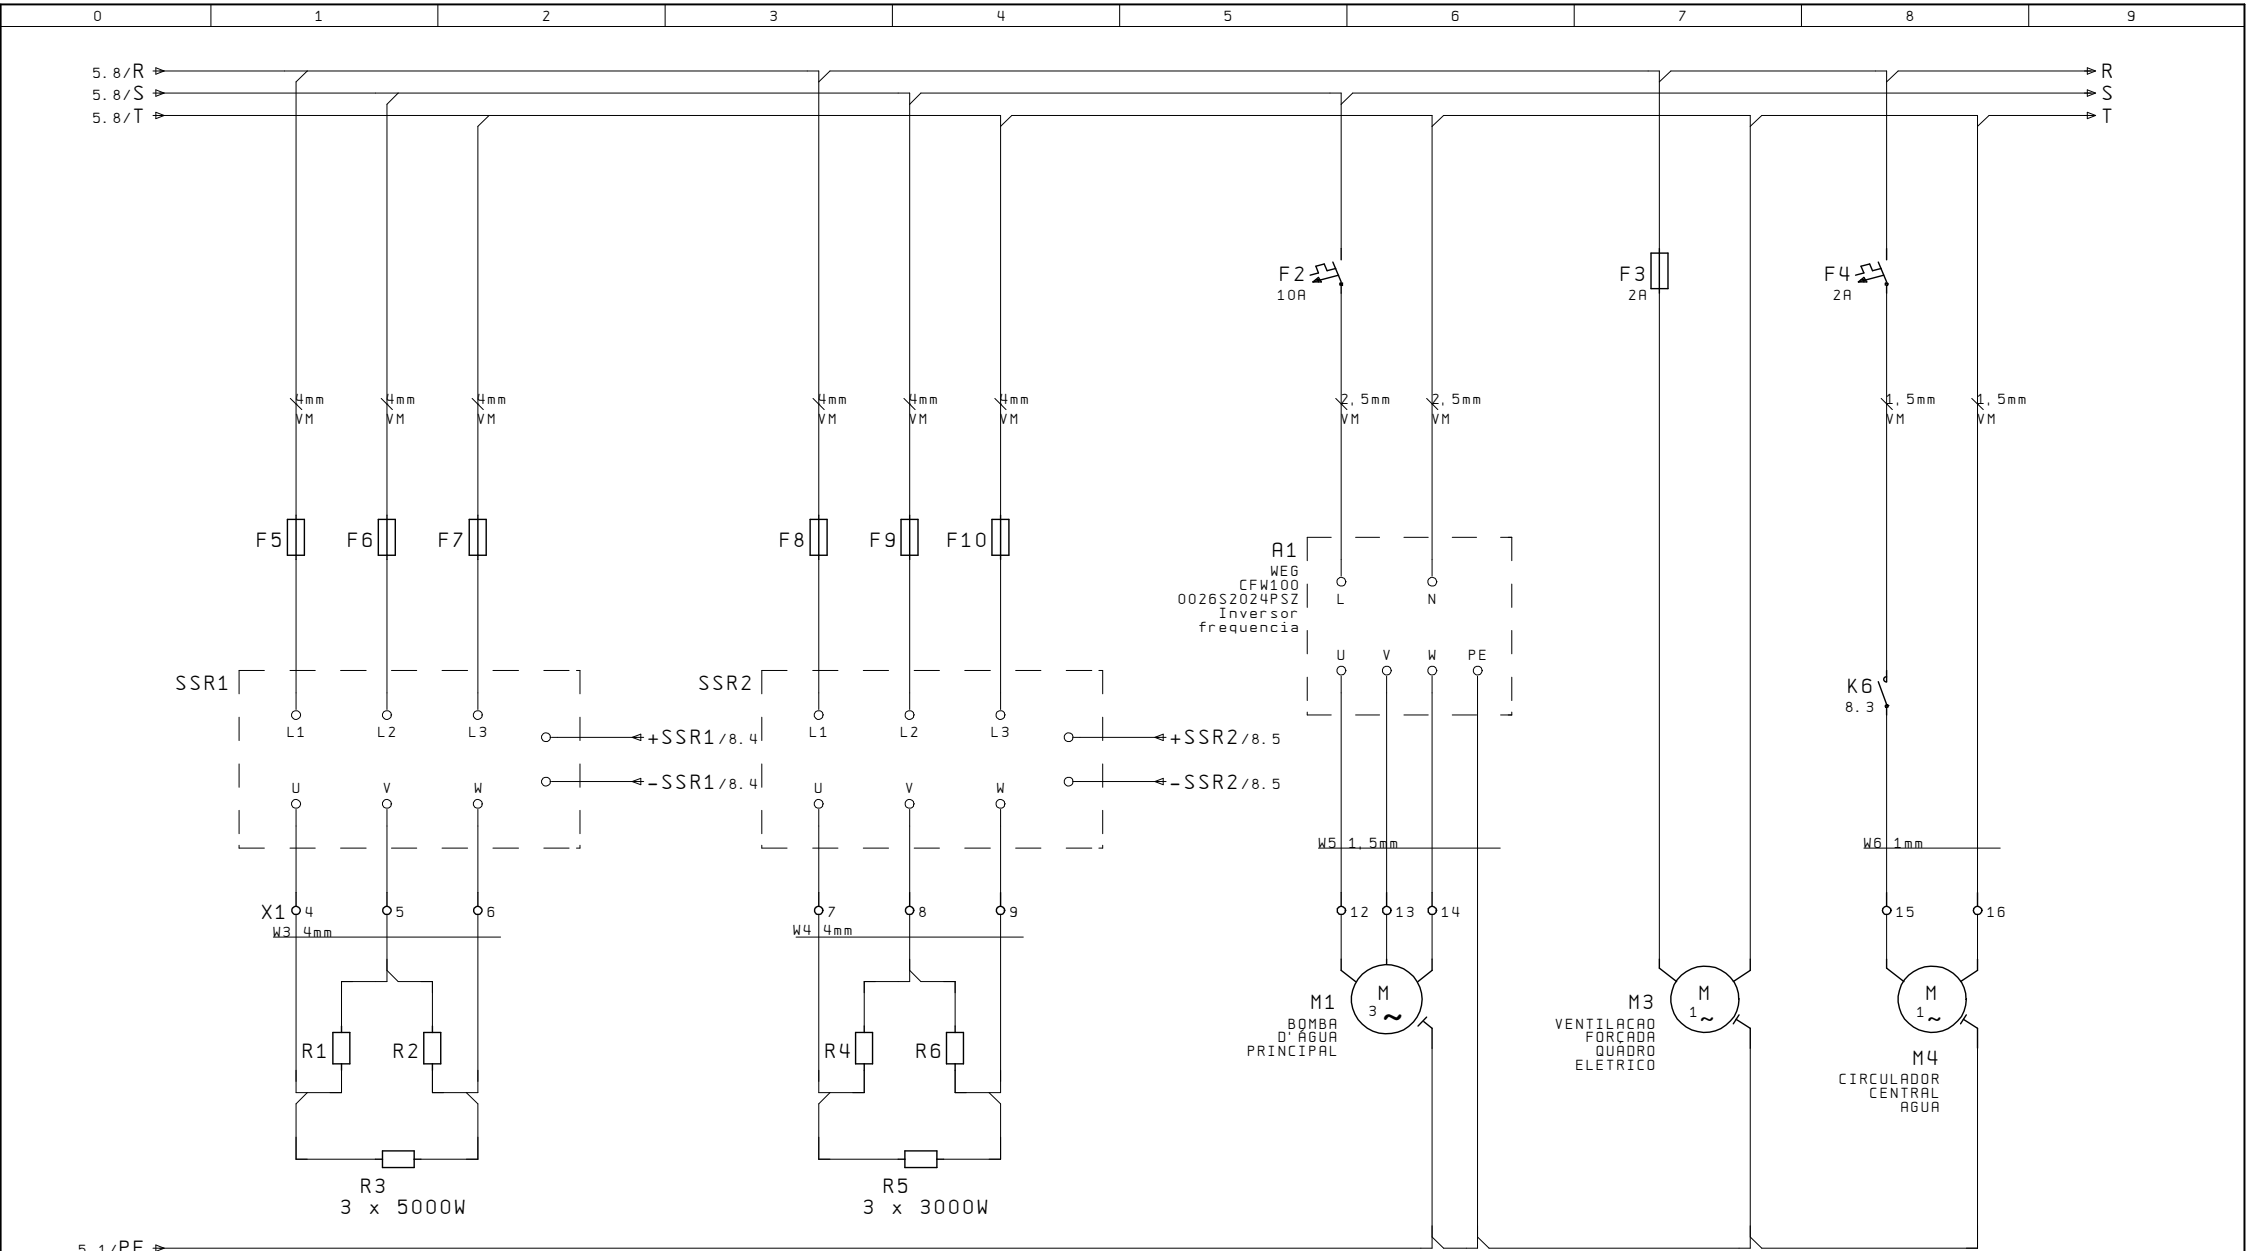 0 1 2 3 4 5 6 7 8 9
5.8/R R
5.8/S S
5.8/T T
F2
10A
F3
2A
F4
2A
4mm
VM
4mm
VM
4mm
VM
4mm
VM
4mm
VM
4mm
VM
2,5mm
VM
2,5mm
VM
1,5mm
VM
1,5mm
VM
F5 F6 F7 F8 F9 F10
A1
WEG
CFW100
0026S2024PSZ
Inversor
frequencia
L N
U V W PE
SSR1
L1 L2 L3
+SSR1/8.4
-SSR1/8.4
U V W
SSR2
L1 L2 L3
+SSR2/8.5
-SSR2/8.5
U V W
K6
8.3
W5 1,5mm
W6 1mm
X1 4 5 6 7 8 9 12 13 14 15 16
W3 4mm
W4 4mm
R1 R2
R3
3 x 5000W
R4 R6
R5
3 x 3000W
M
3 ~
M1
BOMBA
D'ÁGUA
PRINCIPAL
M
1 ~
M3
VENTILACAO
FORÇADA
QUADRO
ELETRICO
M
1 ~
M4
CIRCULADOR
CENTRAL
AGUA
5.1/PE